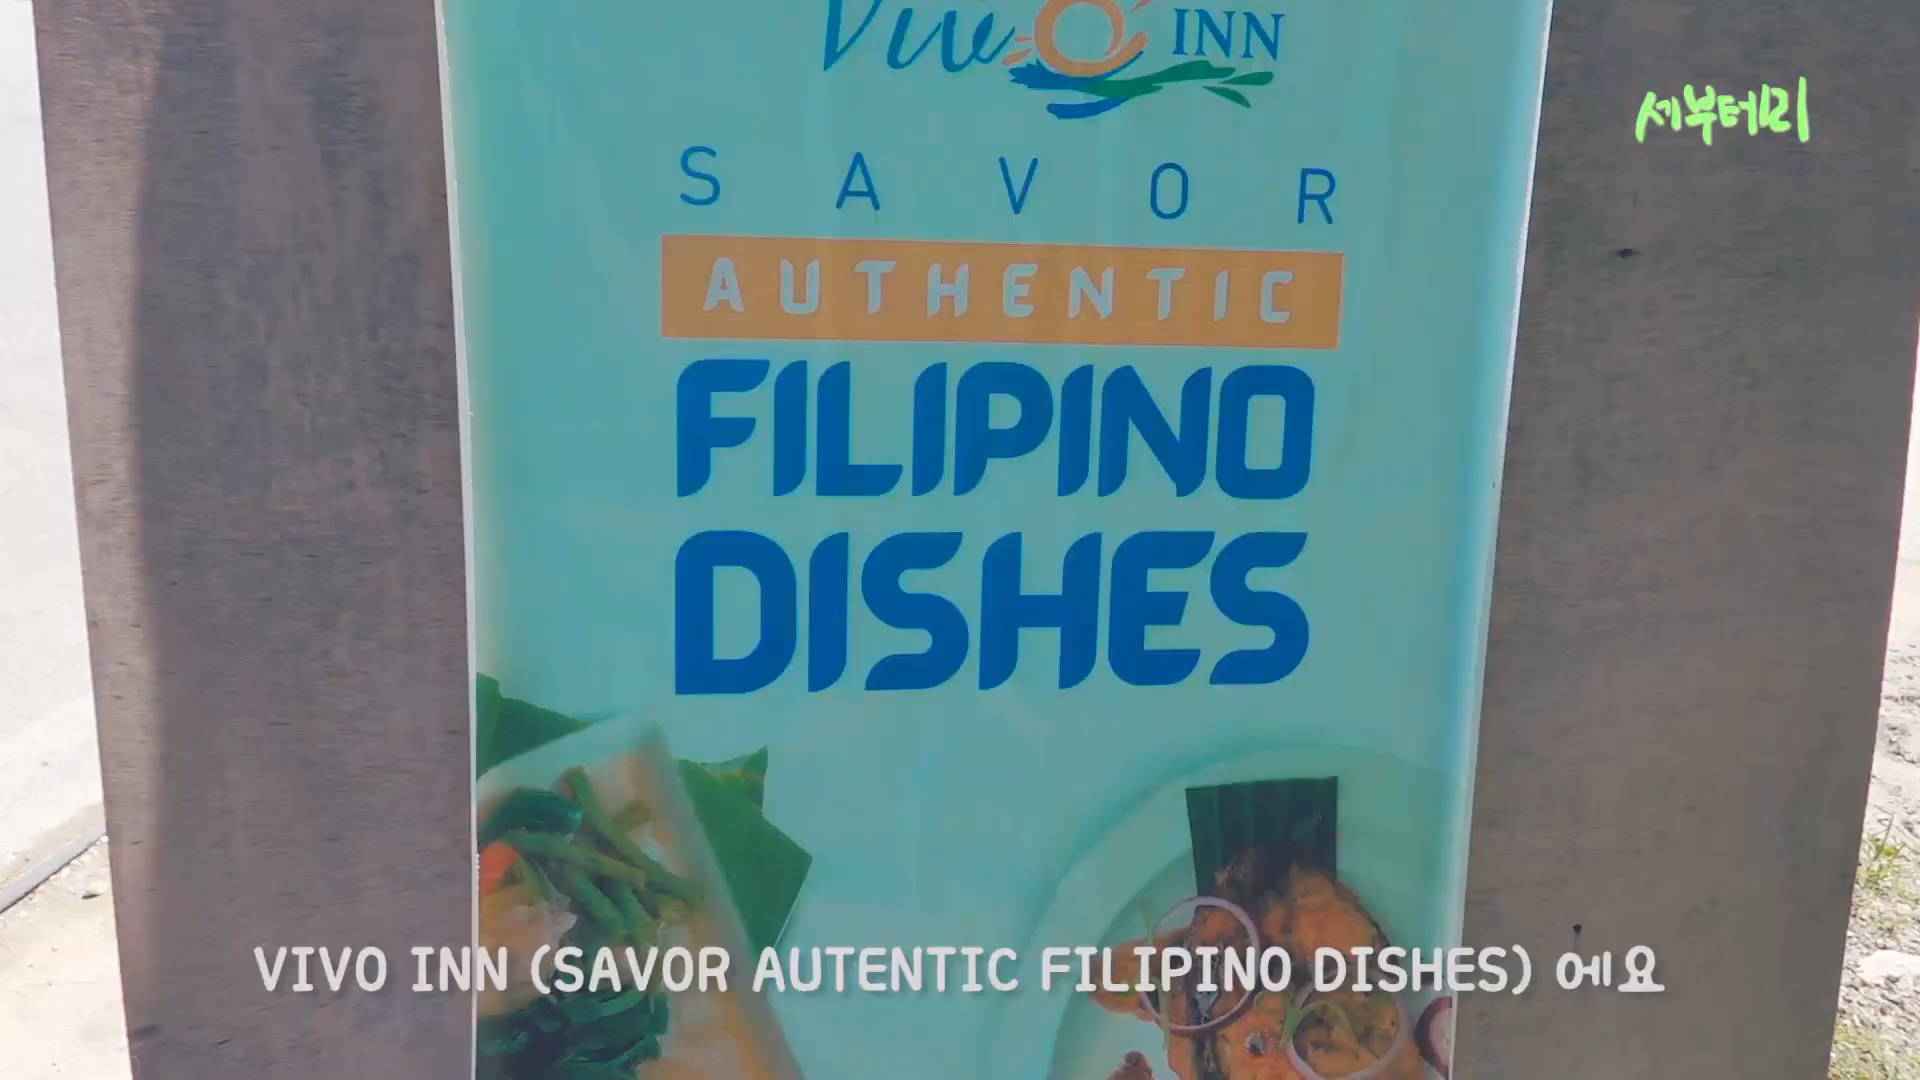 VivO INN
세부테리
SAVOR
AUTHENTIC
FILIPINO
DISHES
VIVO INN (SAVOR AUTENTIC FILIPINO DISHES) 에요